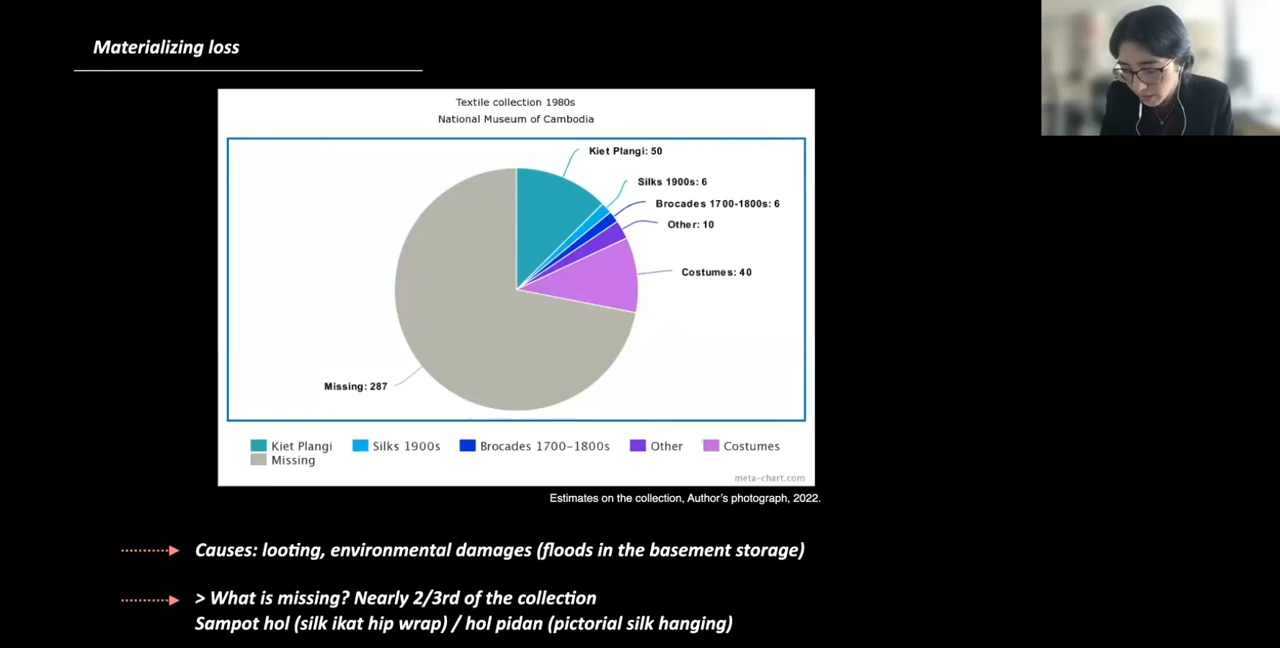 Materializing loss
Textile collection 1980s
National Museum of Cambodia
Kiet Plangi: 50
Silks 1900s: 6
Brocades 1700-1800s: 6
Other: 10
Costumes: 40
Missing: 287
Kiet Plangi Silks 1900s Brocades 1700-1800s Other Costumes
Missing
meta-chart.com
Estimates on the collection, Author's photograph, 2022.
Causes: looting, environmental damages (floods in the basement storage)
> What is missing? Nearly 2/3rd of the collection
Sampot hol (silk ikat hip wrap) / hol pidan (pictorial silk hanging)